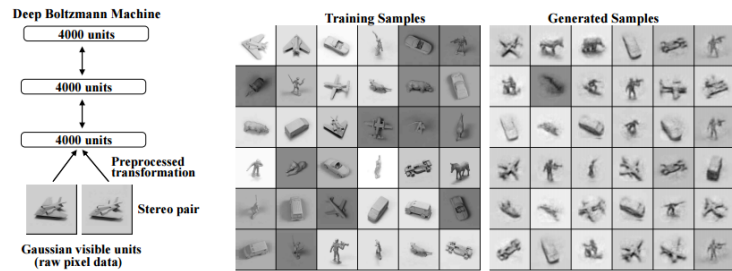 Deep Boltzmann Machine
4000 units
4000 units
4000 units
Preprocessed
transformation
Stereo pair
Gaussian visible units
(raw pixel data)
Training Samples
Generated Samples